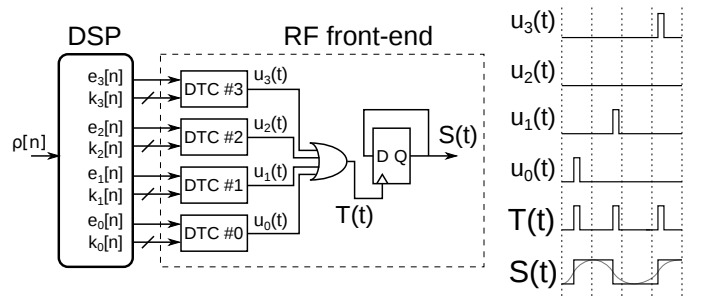 DSP
RF front-end
ρ[n]
e₃[n]
k₃[n]
e₂[n]
k₂[n]
e₁[n]
k₁[n]
e₀[n]
k₀[n]
DTC #3
DTC #2
DTC #1
DTC #0
u₃(t)
u₂(t)
u₁(t)
u₀(t)
T(t)
D Q
S(t)
u₃(t)
u₂(t)
u₁(t)
u₀(t)
T(t)
S(t)